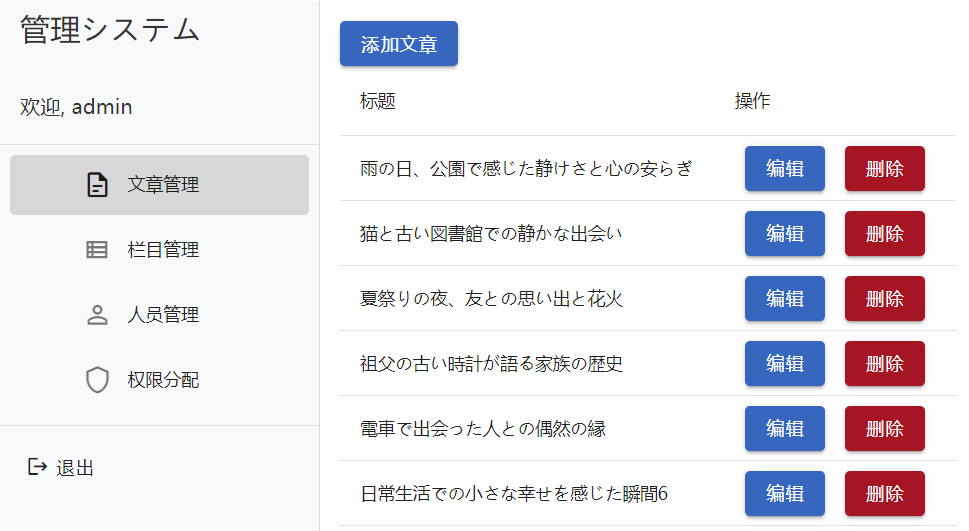 管理システム
欢迎, admin
文章管理
栏目管理
人员管理
权限分配
退出
添加文章
标题 操作
雨の日、公園で感じた静けさと心の安らぎ 编辑 删除
猫と古い図書館での静かな出会い 编辑 删除
夏祭りの夜、友との思い出と花火 编辑 删除
祖父の古い時計が語る家族の歴史 编辑 删除
電車で出会った人との偶然の縁 编辑 删除
日常生活での小さな幸せを感じた瞬間6 编辑 删除